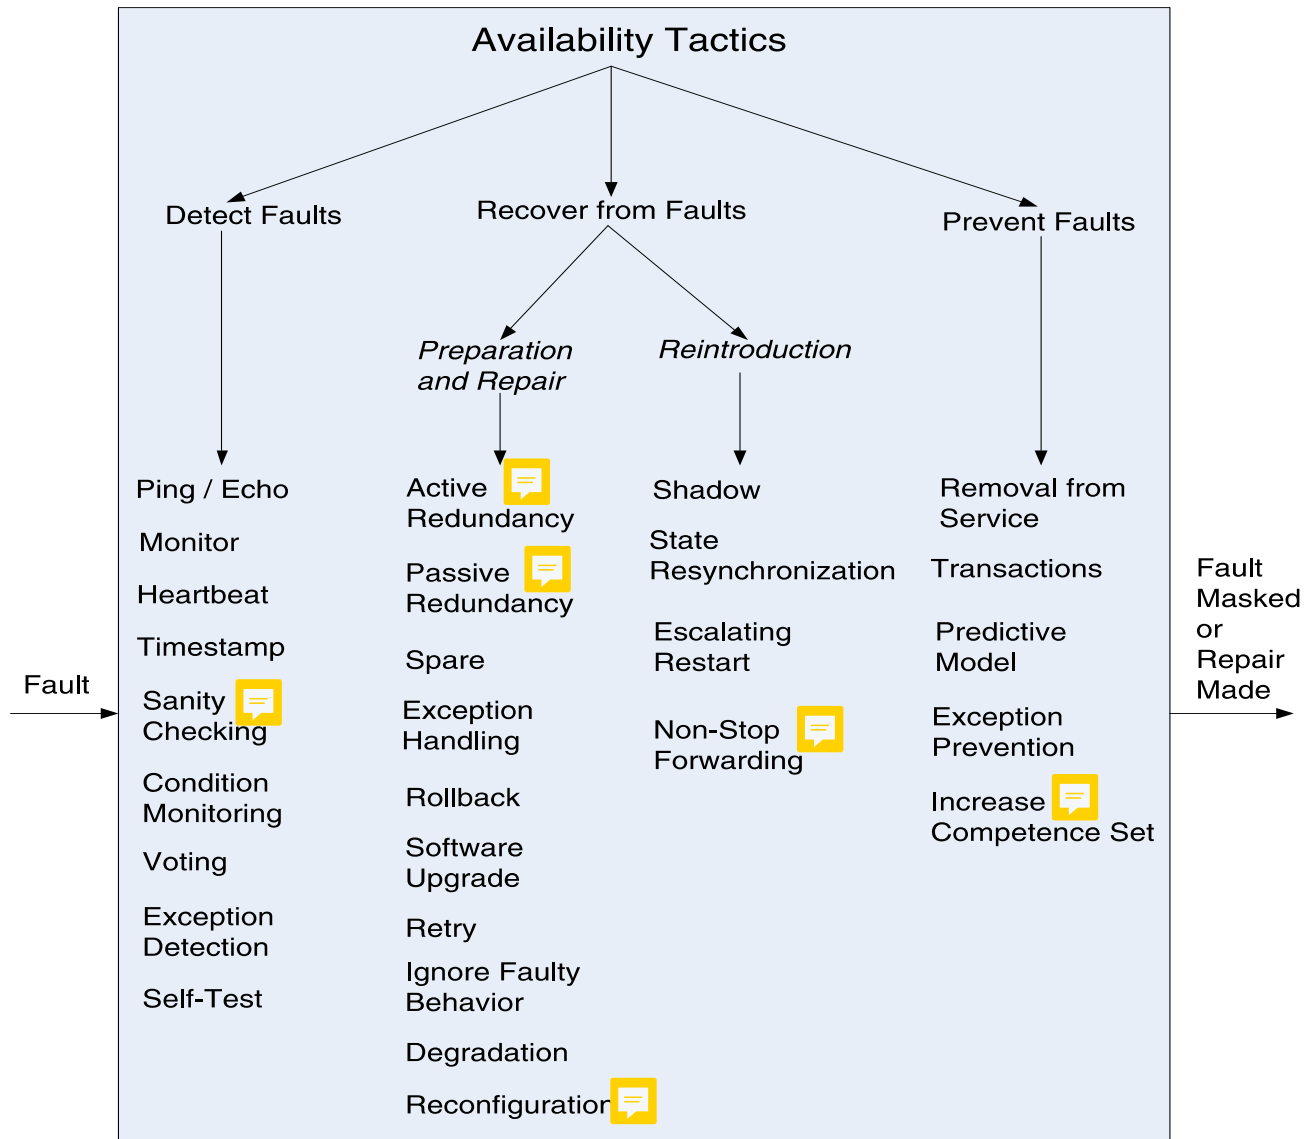 Availability Tactics
Detect Faults
Recover from Faults
Prevent Faults
Preparation
and Repair
Reintroduction
Fault
Ping / Echo
Monitor
Heartbeat
Timestamp
Sanity
Checking
Condition
Monitoring
Voting
Exception
Detection
Self-Test
Active
Redundancy
Passive
Redundancy
Spare
Exception
Handling
Rollback
Software
Upgrade
Retry
Ignore Faulty
Behavior
Degradation
Reconfiguration
Shadow
State
Resynchronization
Escalating
Restart
Non-Stop
Forwarding
Removal from
Service
Transactions
Predictive
Model
Exception
Prevention
Increase
Competence Set
Fault
Masked
or
Repair
Made